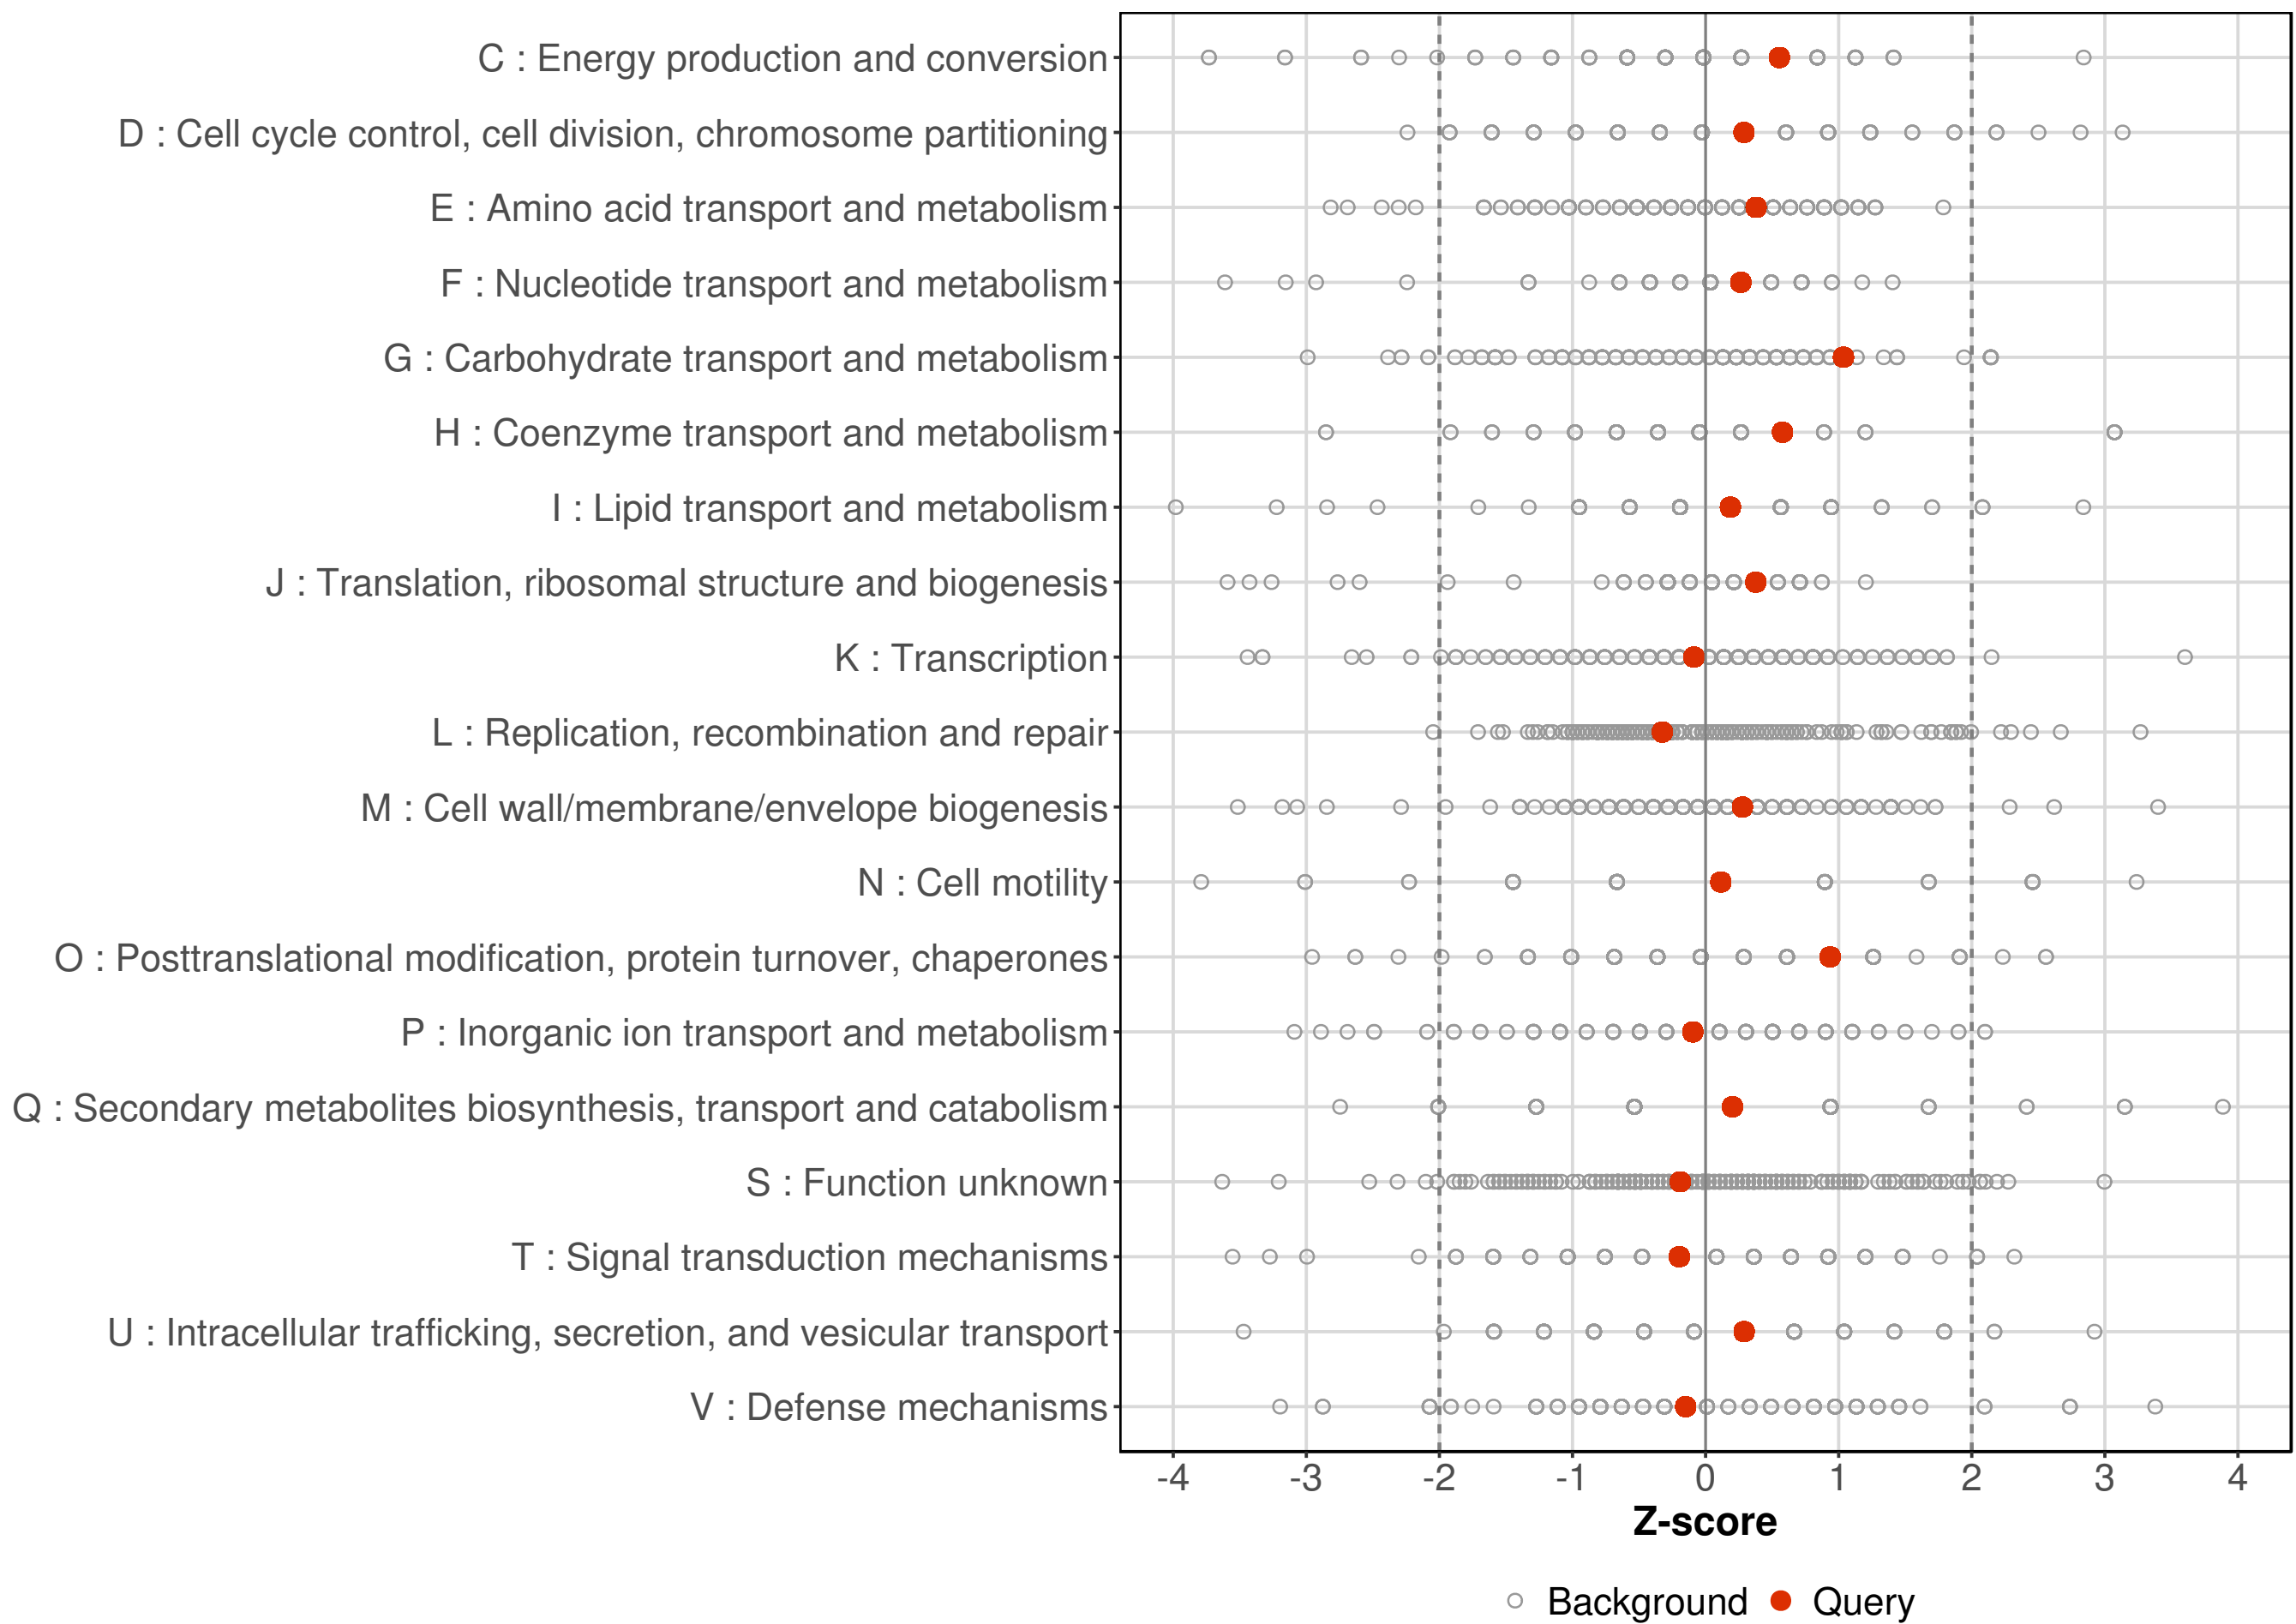 C : Energy production and conversion
D : Cell cycle control, cell division, chromosome partitioning
E : Amino acid transport and metabolism
F : Nucleotide transport and metabolism
G : Carbohydrate transport and metabolism
H : Coenzyme transport and metabolism
I : Lipid transport and metabolism
J : Translation, ribosomal structure and biogenesis
K : Transcription
L : Replication, recombination and repair
M : Cell wall/membrane/envelope biogenesis
N : Cell motility
O : Posttranslational modification, protein turnover, chaperones
P : Inorganic ion transport and metabolism
Q : Secondary metabolites biosynthesis, transport and catabolism
S : Function unknown
T : Signal transduction mechanisms
U : Intracellular trafficking, secretion, and vesicular transport
V : Defense mechanisms
-4 -3 -2 -1 0 1 2 3 4
Z-score
Background Query